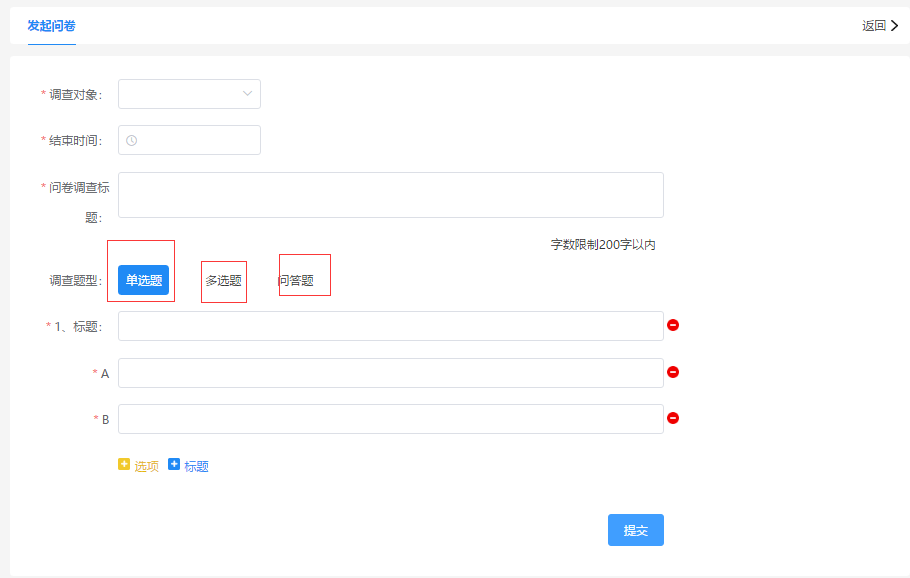 发起问卷 返回
* 调查对象:
* 结束时间:
* 问卷调查标
题:
字数限制200字以内
调查题型: 单选题 多选题 问答题
* 1、标题:
* A
* B
选项 标题
提交